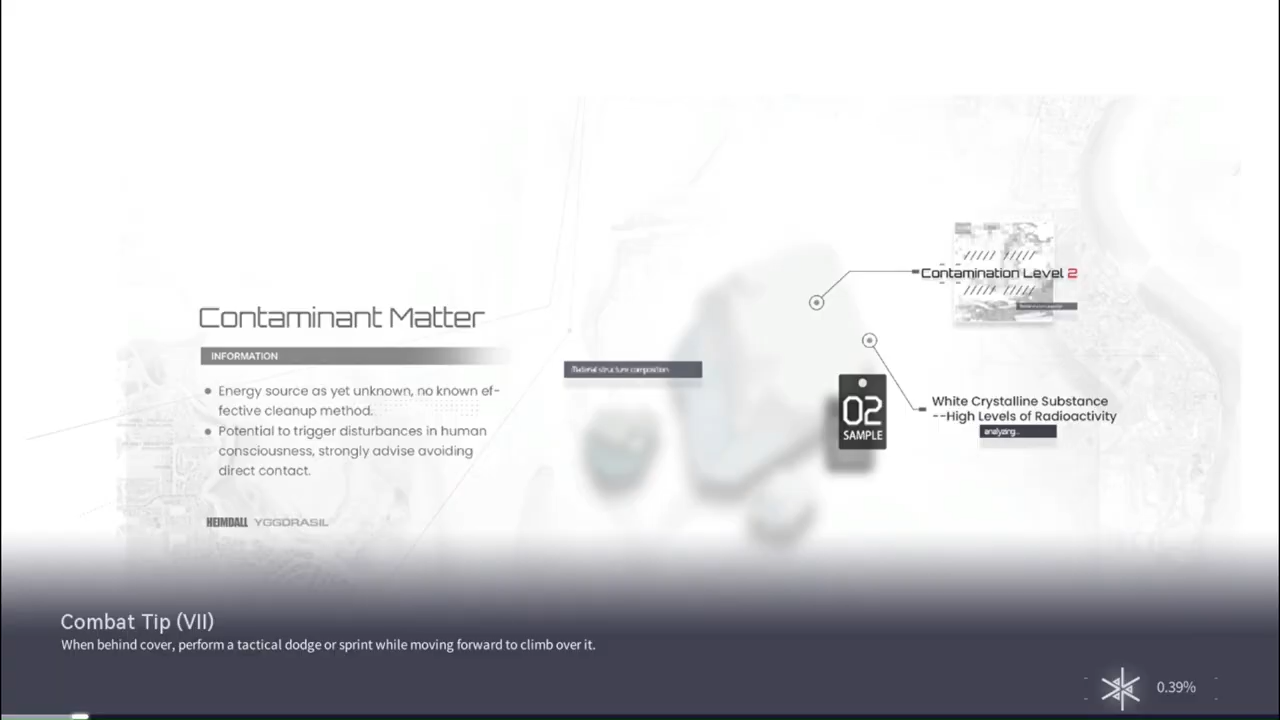 Contamination Level 2
Contaminant Matter
INFORMATION
Energy source as yet unknown, no known ef-
fective cleanup method.
Potential to trigger disturbances in human
consciousness, strongly advise avoiding
direct contact.
HEIMDALL YGGDRASIL
Material structure composition
02
SAMPLE
White Crystalline Substance
--High Levels of Radioactivity
analyzing...
Combat Tip (VII)
When behind cover, perform a tactical dodge or sprint while moving forward to climb over it.
0.39%